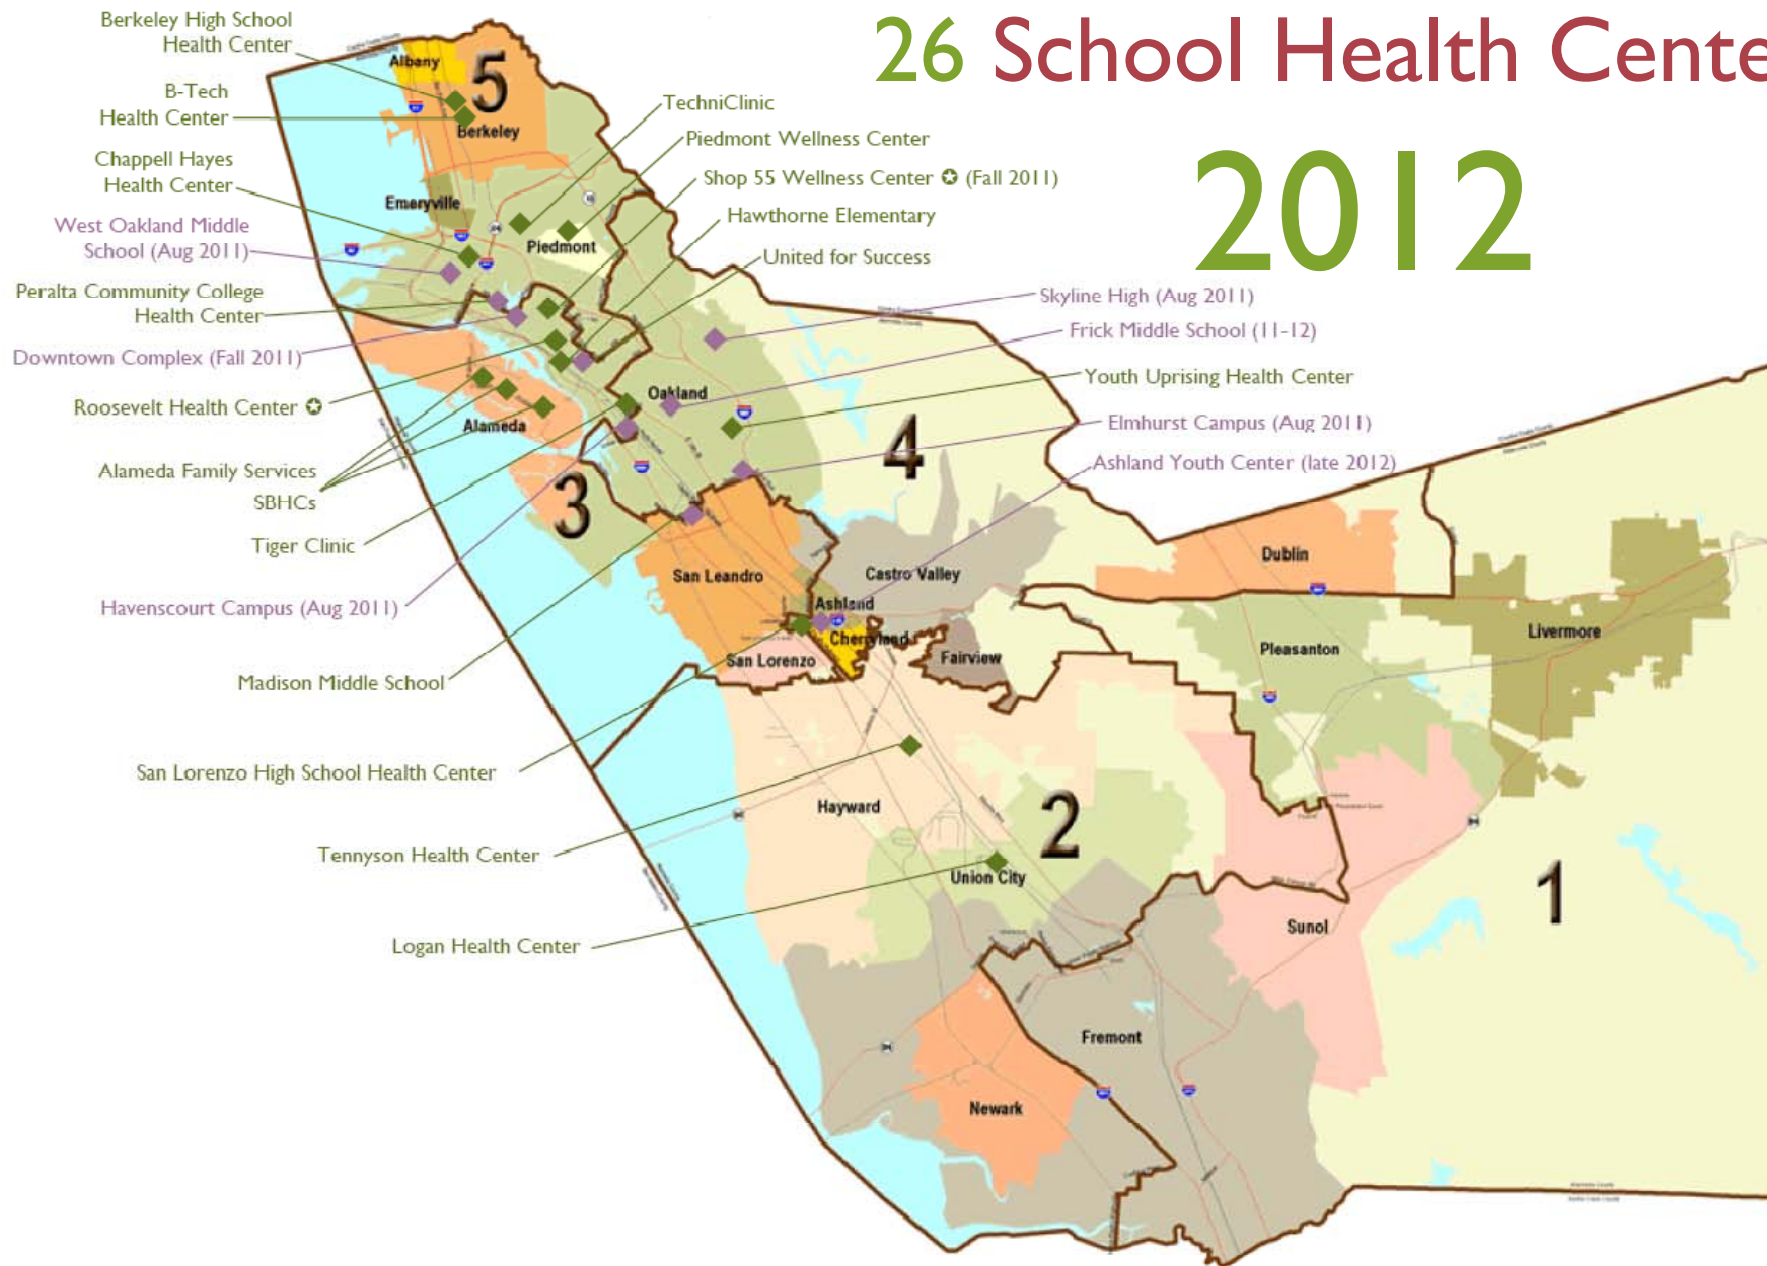 26 School Health Cente
2012
Berkeley High School
Health Center
B-Tech
Health Center
Chappell Hayes
Health Center
West Oakland Middle
School (Aug 2011)
Peralta Community College
Health Center
Downtown Complex (Fall 2011)
Roosevelt Health Center ✪
Alameda Family Services
SBHCs
Tiger Clinic
Havenscourt Campus (Aug 2011)
Madison Middle School
San Lorenzo High School Health Center
Tennyson Health Center
Logan Health Center
TechniClinic
Piedmont Wellness Center
Shop 55 Wellness Center ✪ (Fall 2011)
Hawthorne Elementary
United for Success
Skyline High (Aug 2011)
Frick Middle School (11-12)
Youth Uprising Health Center
Elmhurst Campus (Aug 2011)
Ashland Youth Center (late 2012)
Albany
5
Berkeley
Emeryville
Piedmont
Oakland
Alameda
4
3
San Leandro
Castro Valley
Dublin
Ashland
Cherryland
San Lorenzo
Fairview
Pleasanton
Livermore
Hayward
2
Union City
1
Sunol
Fremont
Newark